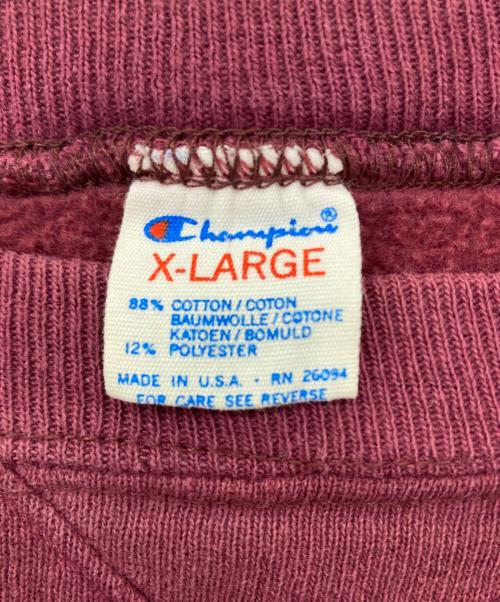 Champion®
X-LARGE
88% COTTON/COTON
BAUMWOLLE/COTONE
KATOEN/BOMULD
12% POLYESTER
MADE IN U.S.A. · RN 26094
FOR CARE SEE REVERSE